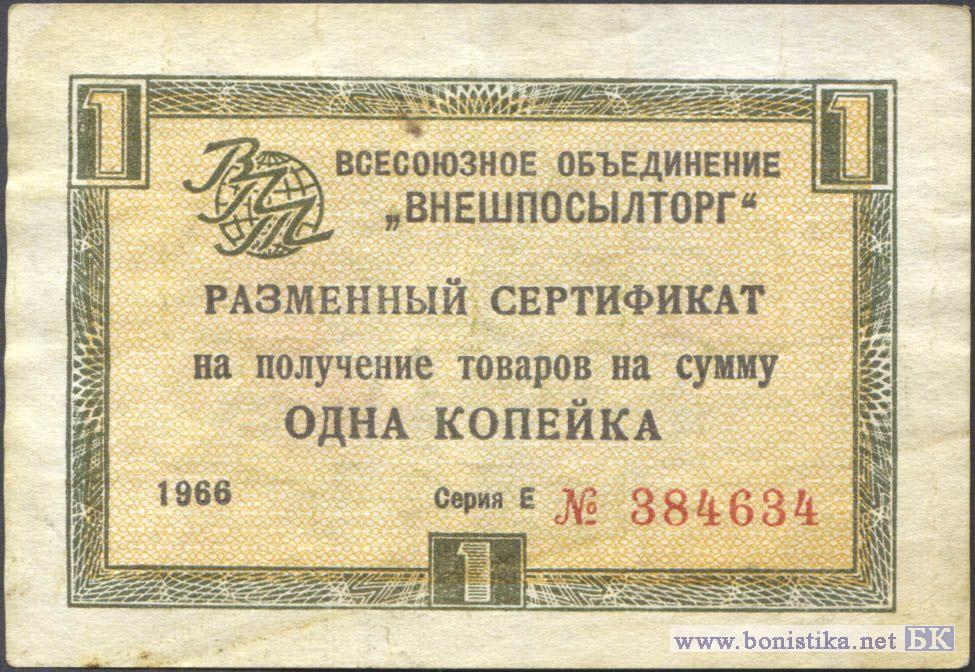 1 1
ВПТ
ВСЕСОЮЗНОЕ ОБЪЕДИНЕНИЕ
„ВНЕШПОСЫЛТОРГ“
РАЗМЕННЫЙ СЕРТИФИКАТ
на получение товаров на сумму
ОДНА КОПЕЙКА
1966 Серия Е № 384634
1
www.bonistika.net БК